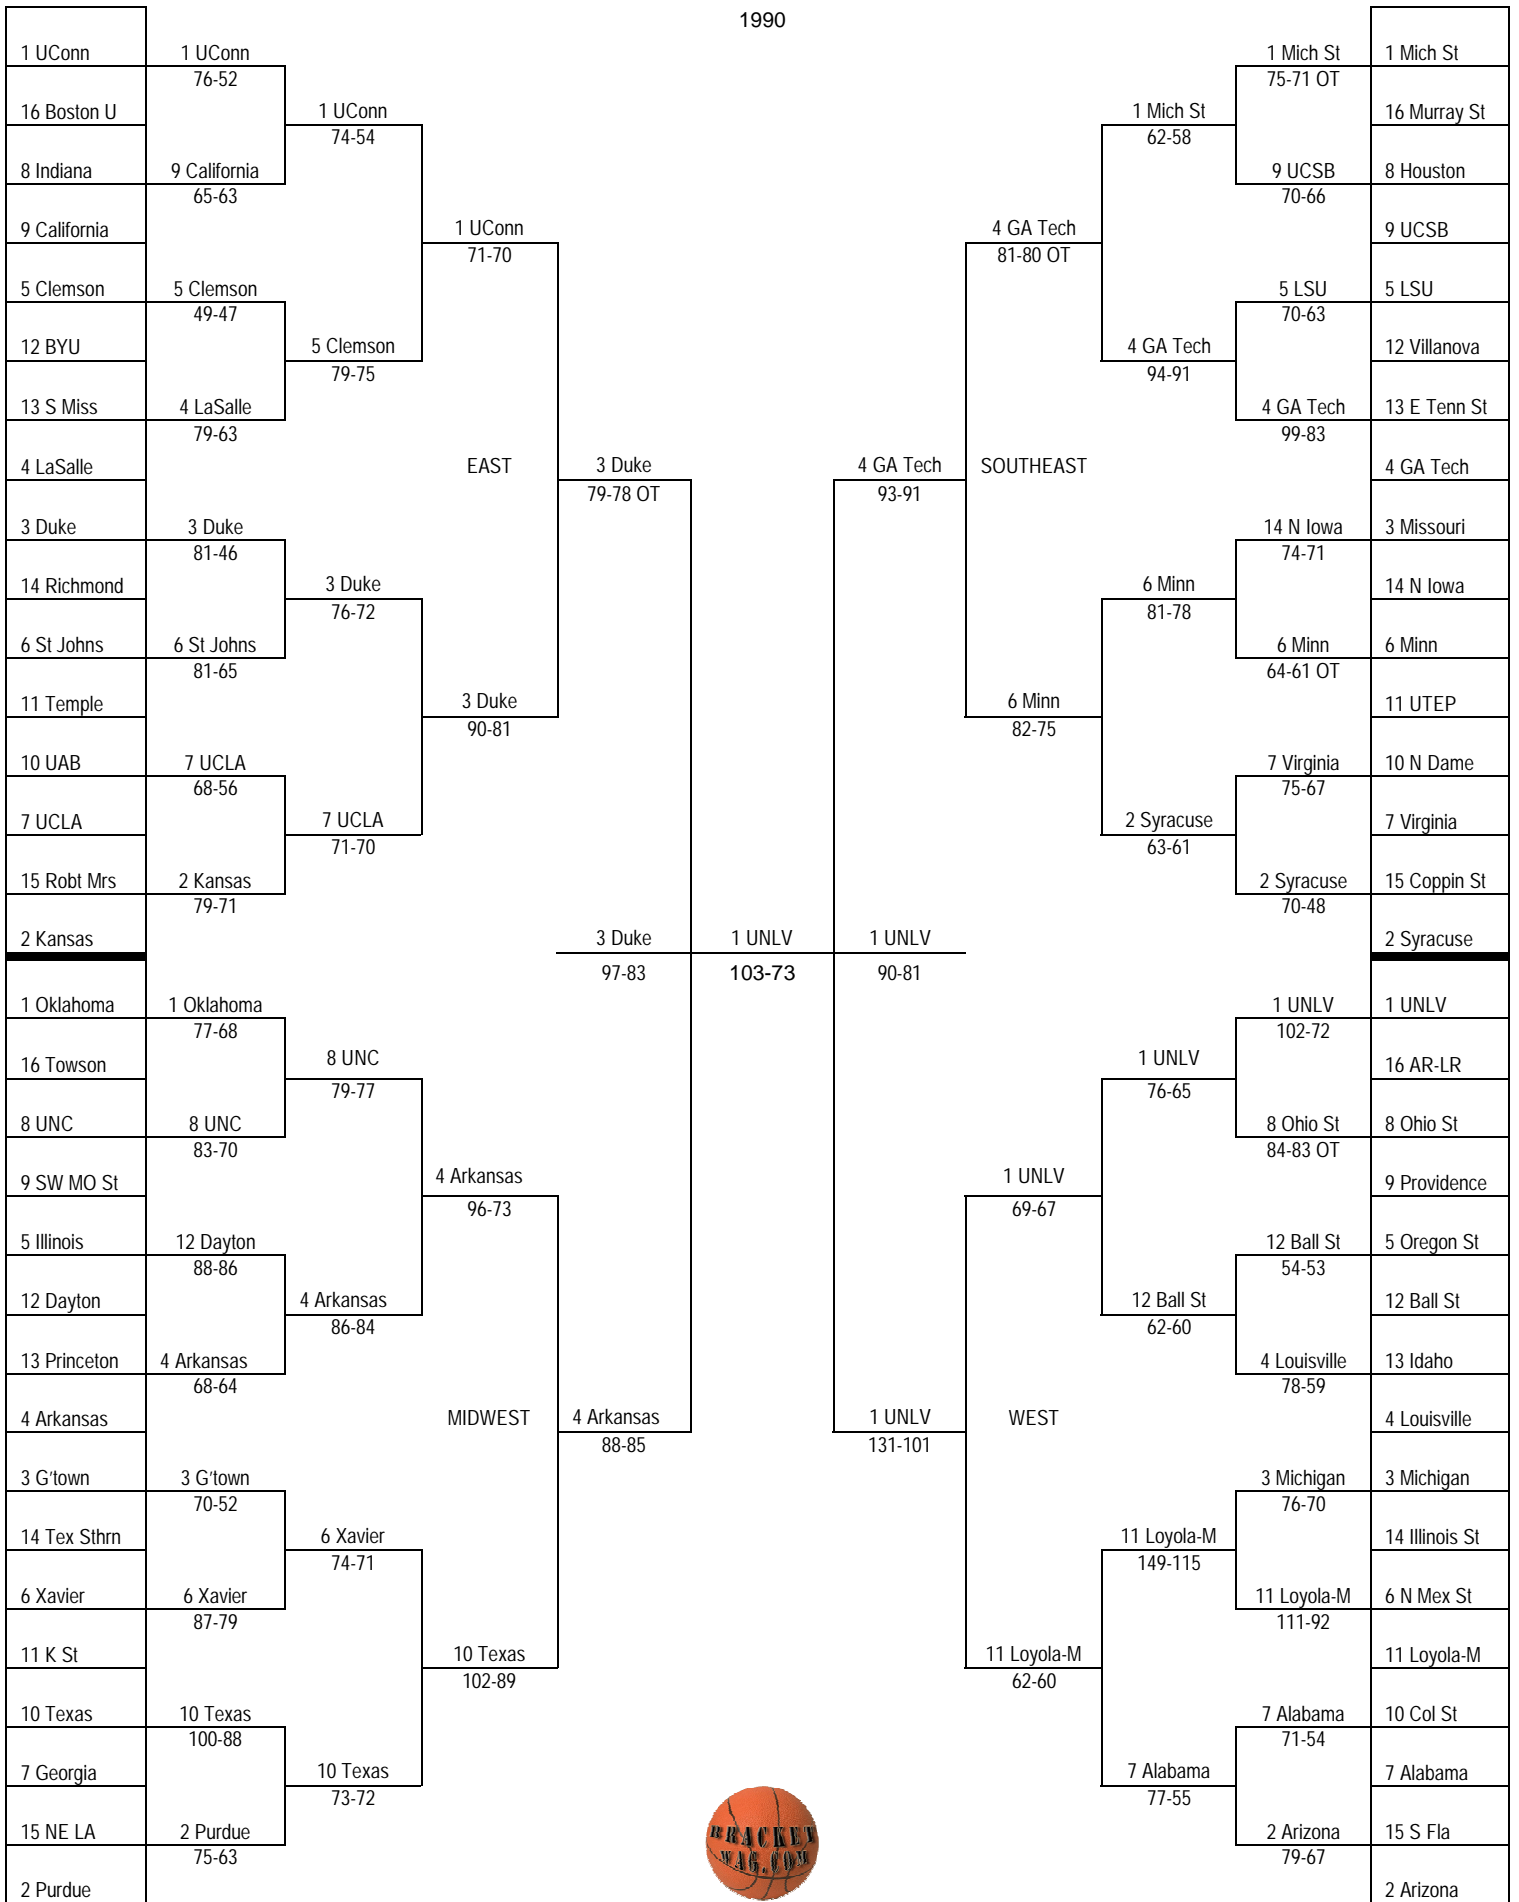 1990
1 UConn
16 Boston U
8 Indiana
9 California
5 Clemson
12 BYU
13 S Miss
4 LaSalle
3 Duke
14 Richmond
6 St Johns
11 Temple
10 UAB
7 UCLA
15 Robt Mrs
2 Kansas
1 Oklahoma
16 Towson
8 UNC
9 SW MO St
5 Illinois
12 Dayton
13 Princeton
4 Arkansas
3 G'town
14 Tex Sthrn
6 Xavier
11 K St
10 Texas
7 Georgia
15 NE LA
2 Purdue
1 UConn
76-52
9 California
65-63
5 Clemson
49-47
4 LaSalle
79-63
3 Duke
81-46
6 St Johns
81-65
7 UCLA
68-56
2 Kansas
79-71
1 Oklahoma
77-68
8 UNC
83-70
12 Dayton
88-86
4 Arkansas
68-64
3 G'town
70-52
6 Xavier
87-79
10 Texas
100-88
2 Purdue
75-63
1 UConn
74-54
5 Clemson
79-75
3 Duke
76-72
7 UCLA
71-70
8 UNC
79-77
4 Arkansas
86-84
6 Xavier
74-71
10 Texas
73-72
1 UConn
71-70
EAST
3 Duke
90-81
4 Arkansas
96-73
MIDWEST
10 Texas
102-89
3 Duke
79-78 OT
3 Duke
97-83
4 Arkansas
88-85
1 UNLV
103-73
4 GA Tech
93-91
1 UNLV
90-81
1 UNLV
131-101
4 GA Tech
81-80 OT
SOUTHEAST
6 Minn
82-75
1 UNLV
69-67
WEST
11 Loyola-M
62-60
1 Mich St
62-58
4 GA Tech
94-91
6 Minn
81-78
2 Syracuse
63-61
1 UNLV
76-65
12 Ball St
62-60
11 Loyola-M
149-115
7 Alabama
77-55
1 Mich St
75-71 OT
9 UCSB
70-66
5 LSU
70-63
4 GA Tech
99-83
14 N Iowa
74-71
6 Minn
64-61 OT
7 Virginia
75-67
2 Syracuse
70-48
1 UNLV
102-72
8 Ohio St
84-83 OT
12 Ball St
54-53
4 Louisville
78-59
3 Michigan
76-70
11 Loyola-M
111-92
7 Alabama
71-54
2 Arizona
79-67
1 Mich St
16 Murray St
8 Houston
9 UCSB
5 LSU
12 Villanova
13 E Tenn St
4 GA Tech
3 Missouri
14 N Iowa
6 Minn
11 UTEP
10 N Dame
7 Virginia
15 Coppin St
2 Syracuse
1 UNLV
16 AR-LR
8 Ohio St
9 Providence
5 Oregon St
12 Ball St
13 Idaho
4 Louisville
3 Michigan
14 Illinois St
6 N Mex St
11 Loyola-M
10 Col St
7 Alabama
15 S Fla
2 Arizona
BRACKET
WAG.COM